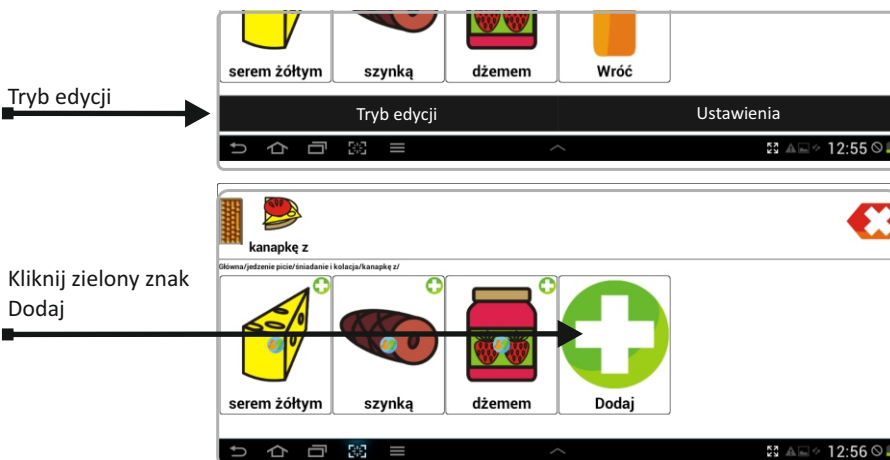 serem żółtym szynką dżemem Wróć
Tryb edycji
Tryb edycji Ustawienia
12:55
kanapkę z
Główna/jedzenie picie/śniadanie i kolacja/kanapkę z/
Kliknij zielony znak
Dodaj
serem żółtym szynką dżemem Dodaj
12:56